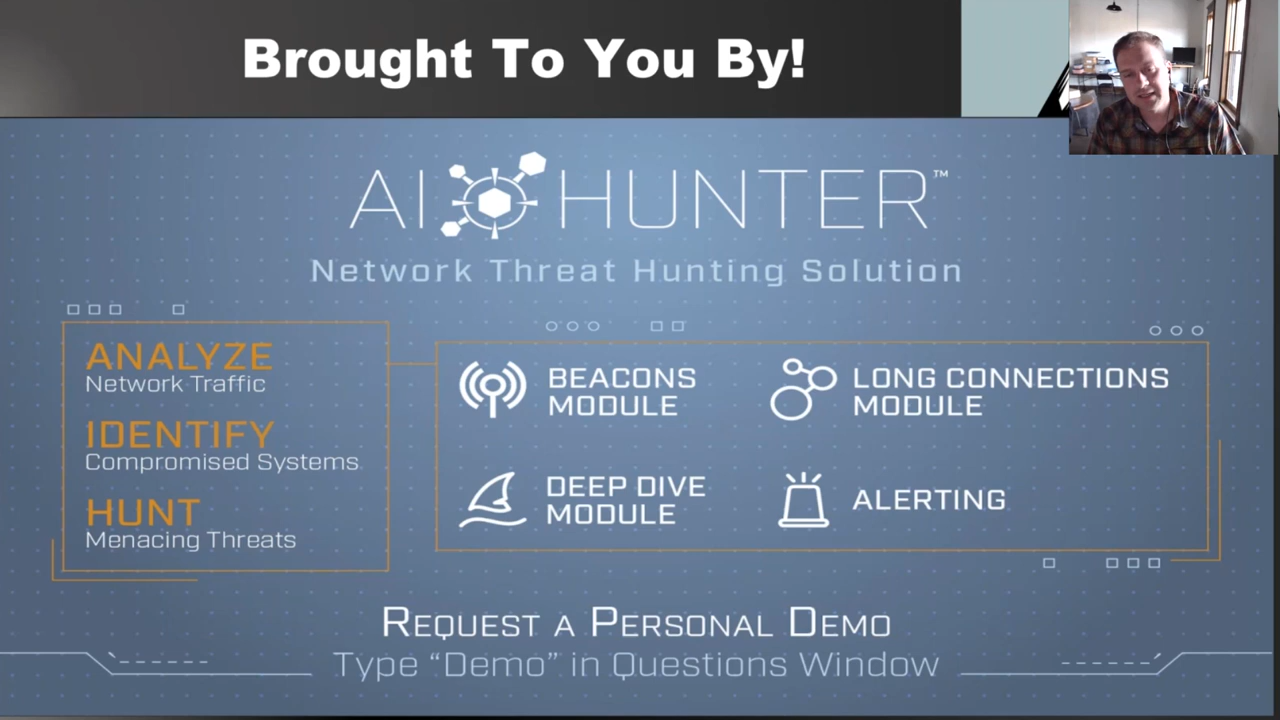 Brought To You By!
AI HUNTER™
Network Threat Hunting Solution
ANALYZE
Network Traffic
IDENTIFY
Compromised Systems
HUNT
Menacing Threats
BEACONS
MODULE
LONG CONNECTIONS
MODULE
DEEP DIVE
MODULE
ALERTING
REQUEST A PERSONAL DEMO
Type “Demo” in Questions Window